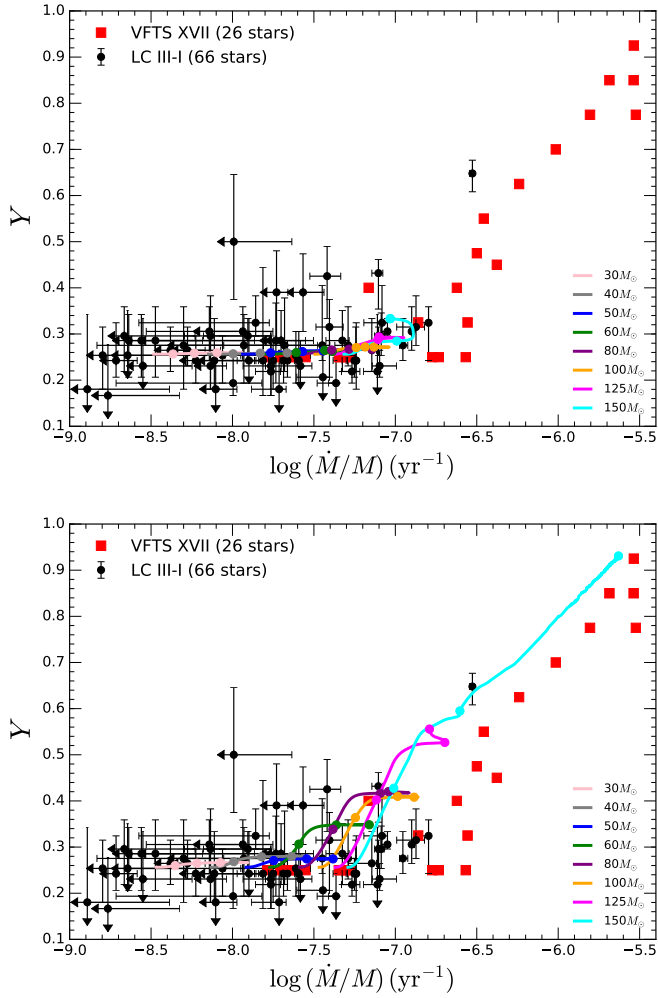 1.0
0.9
0.8
0.7
0.6
0.5
0.4
0.3
0.2
0.1
Y
VFTS XVII (26 stars)
LC III-I (66 stars)
30M⊙
40M⊙
50M⊙
60M⊙
80M⊙
100M⊙
125M⊙
150M⊙
−9.0 −8.5 −8.0 −7.5 −7.0 −6.5 −6.0 −5.5
log (Ṁ/M) (yr⁻¹)
1.0
0.9
0.8
0.7
0.6
0.5
0.4
0.3
0.2
0.1
Y
VFTS XVII (26 stars)
LC III-I (66 stars)
30M⊙
40M⊙
50M⊙
60M⊙
80M⊙
100M⊙
125M⊙
150M⊙
−9.0 −8.5 −8.0 −7.5 −7.0 −6.5 −6.0 −5.5
log (Ṁ/M) (yr⁻¹)